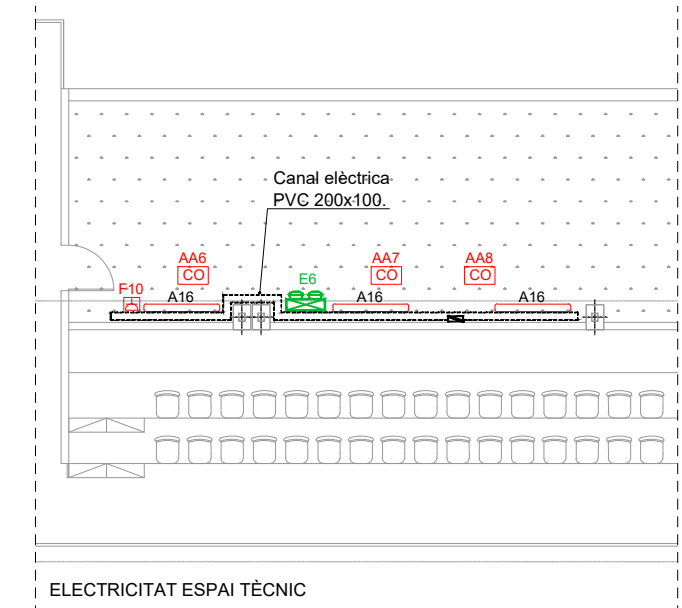 Canal elèctrica
PVC 200x100.
AA6
CO
AA7
CO
AA8
CO
E6
F10
A16
A16
A16
ELECTRICITAT ESPAI TÈCNIC